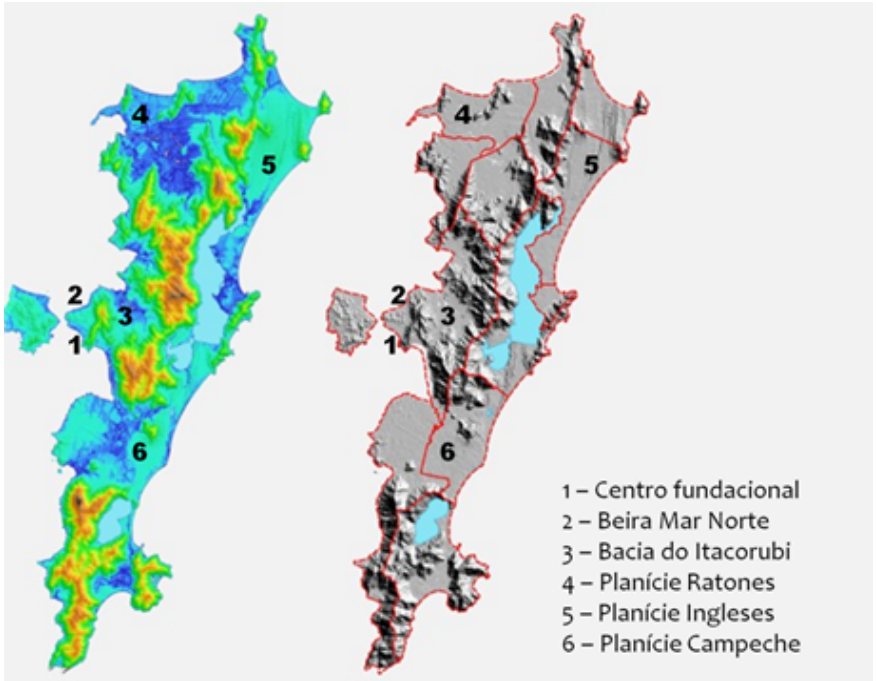 4
5
2
3
1
6
4
5
2
3
1
6
1 – Centro fundacional
2 – Beira Mar Norte
3 – Bacia do Itacorubi
4 – Planície Ratones
5 – Planície Ingleses
6 – Planície Campeche